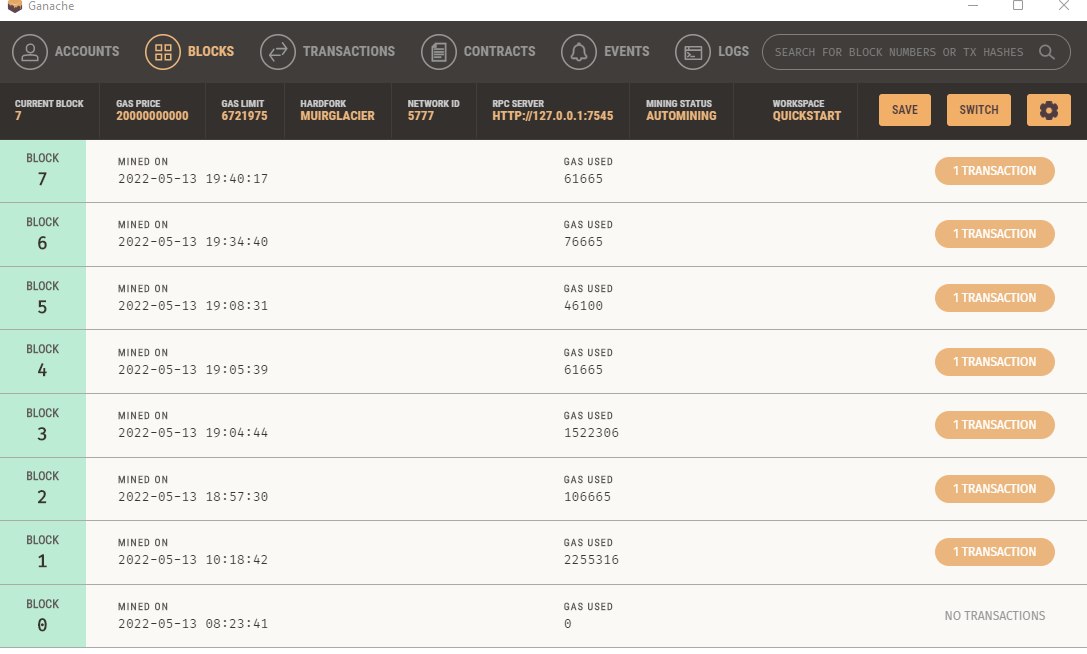 Ganache
ACCOUNTS BLOCKS TRANSACTIONS CONTRACTS EVENTS LOGS SEARCH FOR BLOCK NUMBERS OR TX HASHES
CURRENT BLOCK GAS PRICE GAS LIMIT HARDFORK NETWORK ID RPC SERVER MINING STATUS WORKSPACE
7 20000000000 6721975 MUIRGLACIER 5777 HTTP://127.0.0.1:7545 AUTOMINING QUICKSTART SAVE SWITCH
BLOCK MINED ON GAS USED
7 2022-05-13 19:40:17 61665 1 TRANSACTION
BLOCK MINED ON GAS USED
6 2022-05-13 19:34:40 76665 1 TRANSACTION
BLOCK MINED ON GAS USED
5 2022-05-13 19:08:31 46100 1 TRANSACTION
BLOCK MINED ON GAS USED
4 2022-05-13 19:05:39 61665 1 TRANSACTION
BLOCK MINED ON GAS USED
3 2022-05-13 19:04:44 1522306 1 TRANSACTION
BLOCK MINED ON GAS USED
2 2022-05-13 18:57:30 106665 1 TRANSACTION
BLOCK MINED ON GAS USED
1 2022-05-13 10:18:42 2255316 1 TRANSACTION
BLOCK MINED ON GAS USED
0 2022-05-13 08:23:41 0 NO TRANSACTIONS